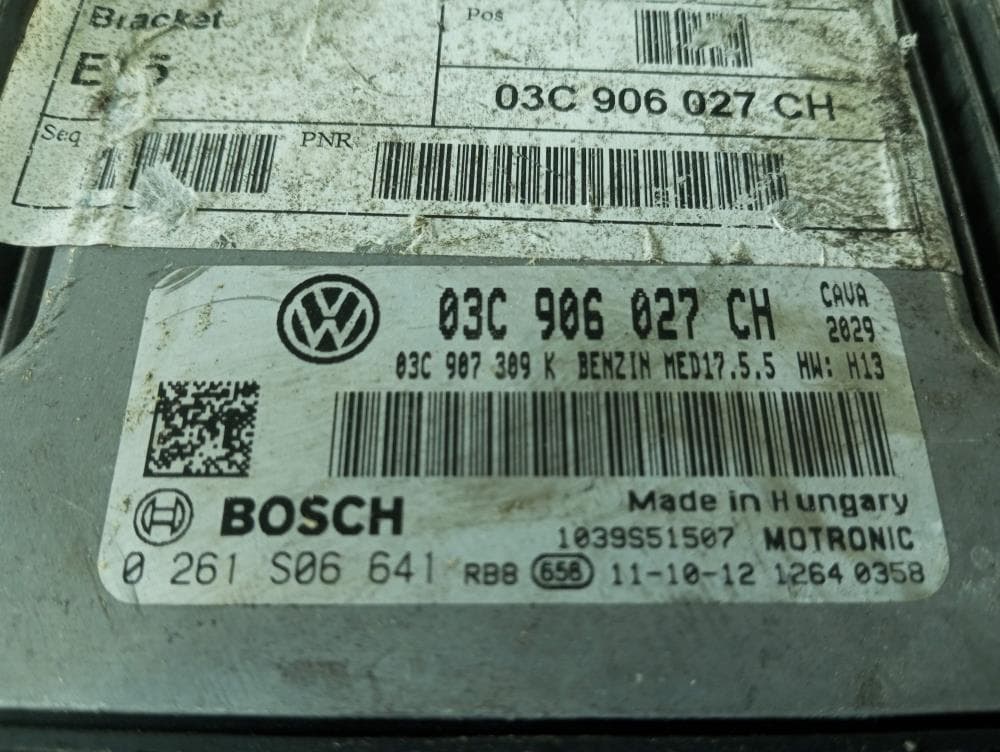 Bracket
Pos
03C 906 027 CH
Seq
PNR
03C 906 027 CH
CAVA
2029
03C 907 309 K BENZIN MED17.5.5 HW: H13
Made in Hungary
BOSCH
1039S51507 MOTRONIC
0 261 S06 641 RB8 658 11-10-12 1264 0358